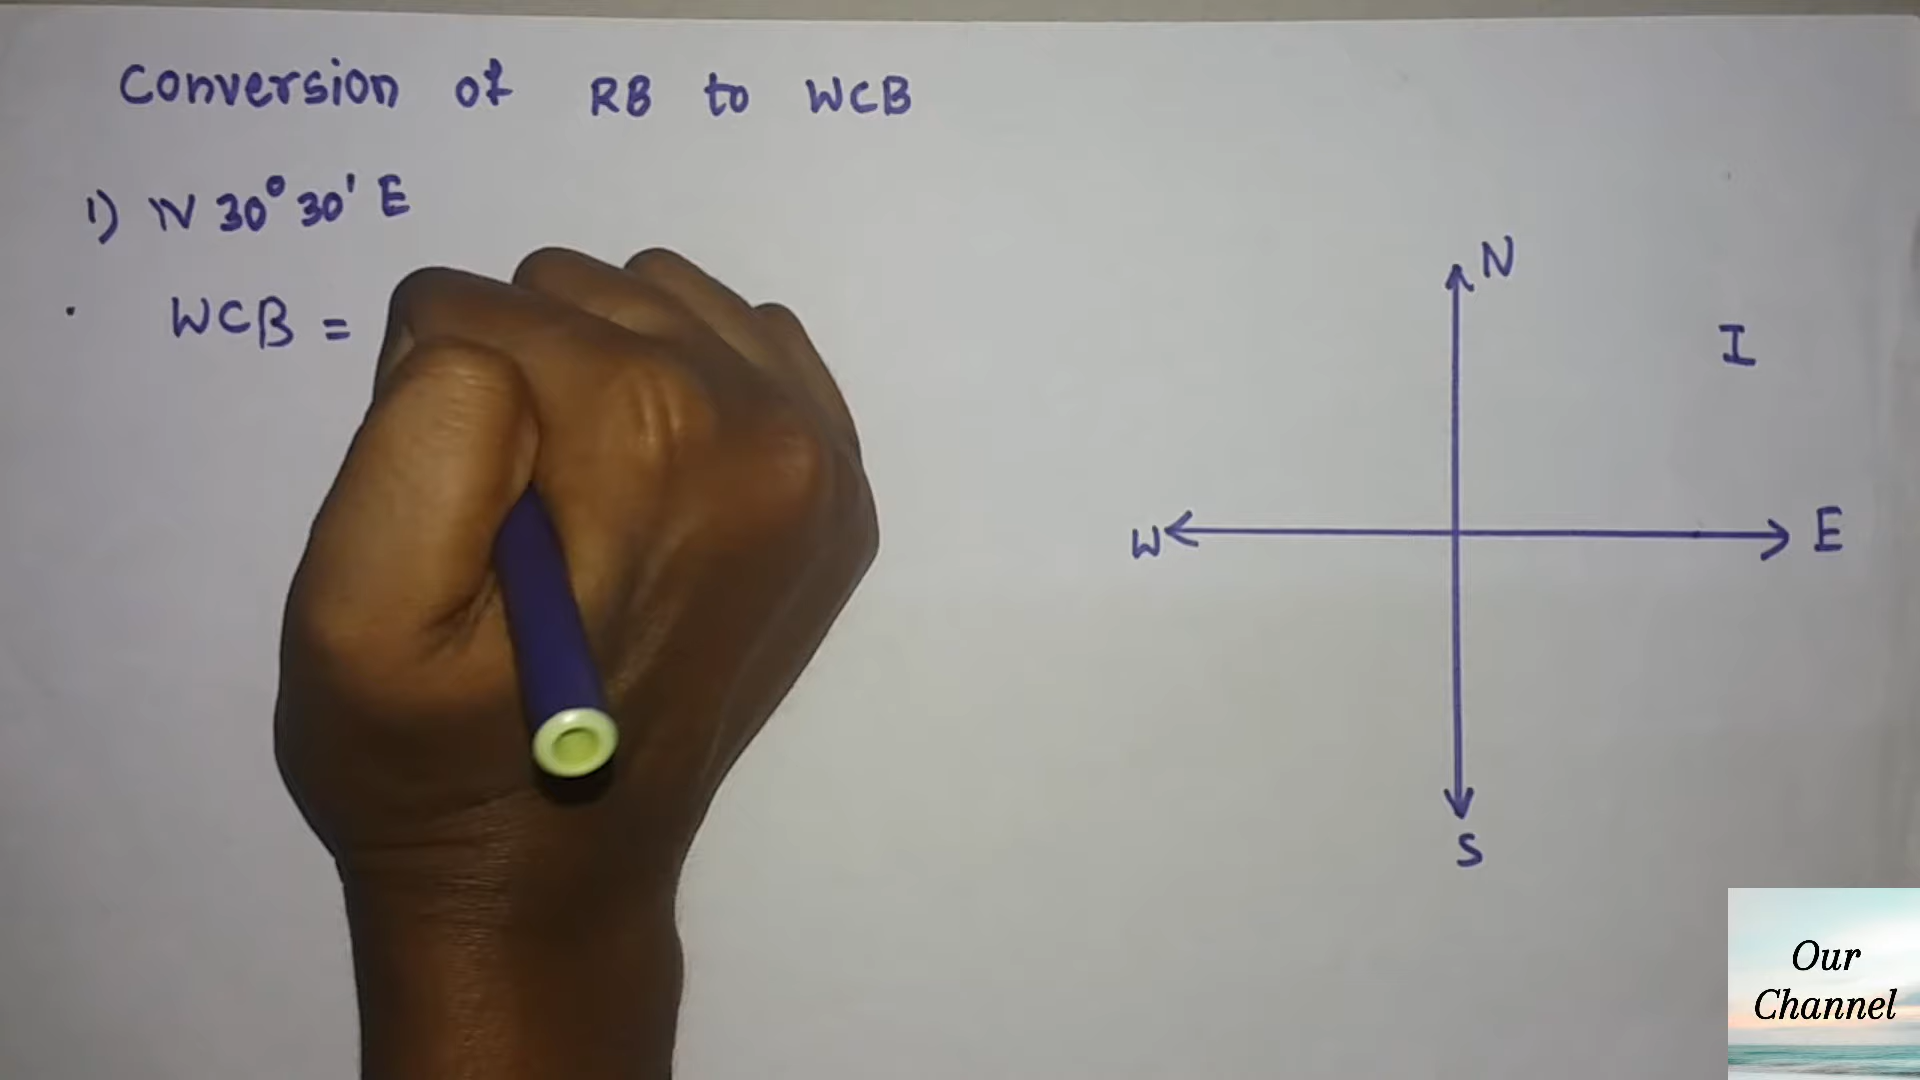 Conversion of RB to WCB
1) N 30° 30' E
WCB =
N
I
W
E
S
Our
Channel